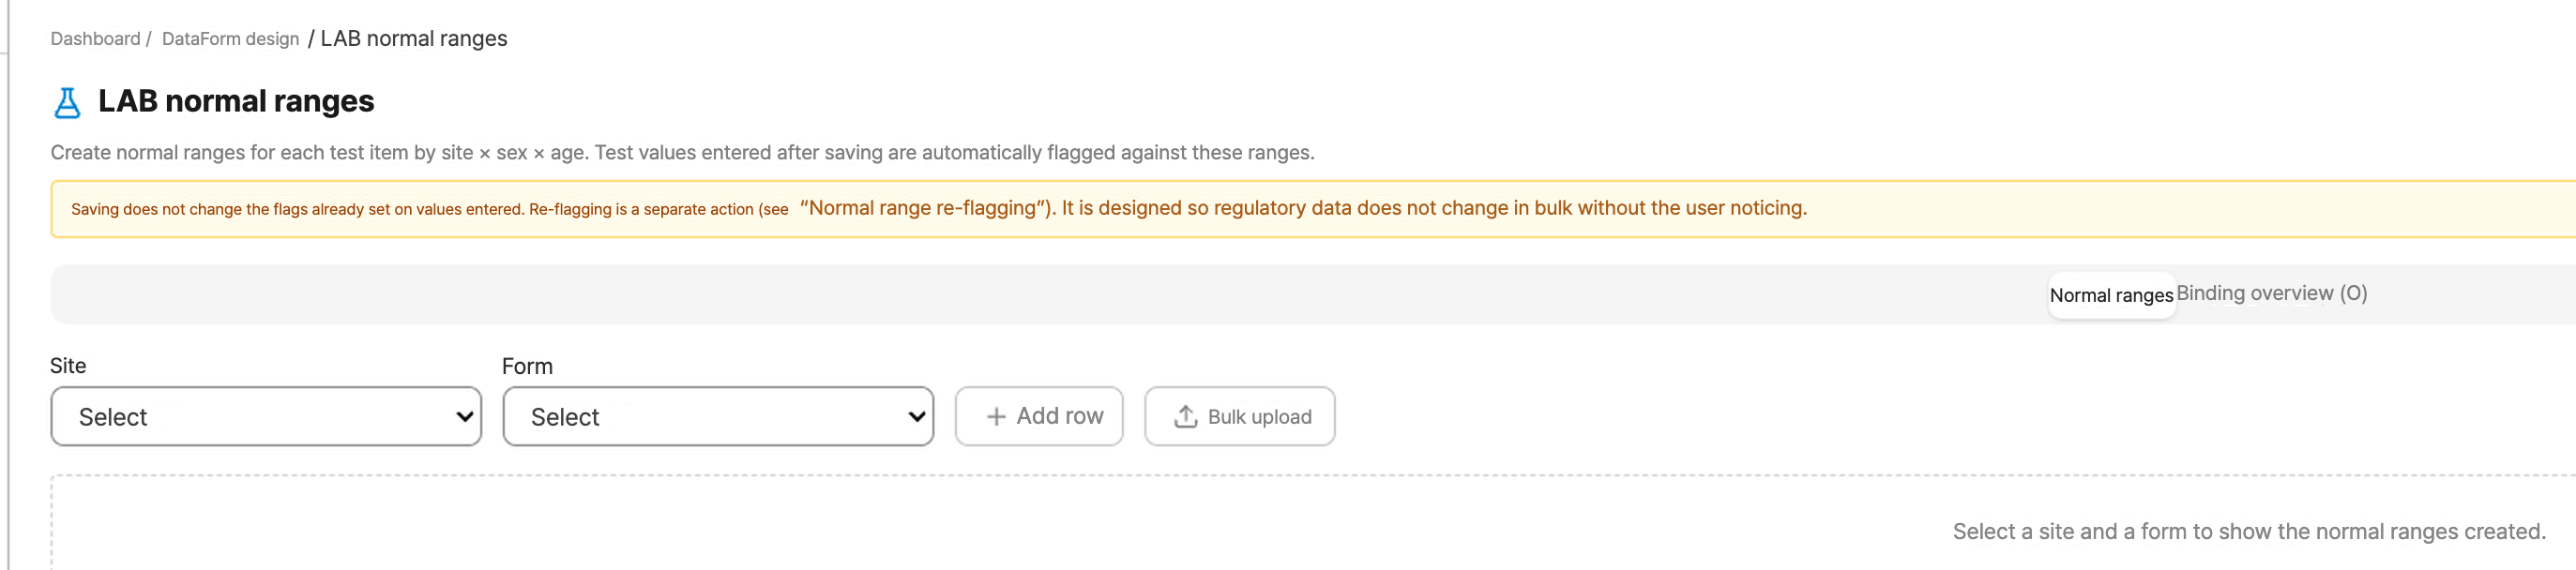 Dashboard / DataForm design / LAB normal ranges
LAB normal ranges
Create normal ranges for each test item by site × sex × age. Test values entered after saving are automatically flagged against these ranges.
Saving does not change the flags already set on values entered. Re-flagging is a separate action (see “Normal range re-flagging”). It is designed so regulatory data does not change in bulk without the user noticing.
Normal ranges Binding overview (O)
Site Form
Select Select + Add row Bulk upload
Select a site and a form to show the normal ranges created.